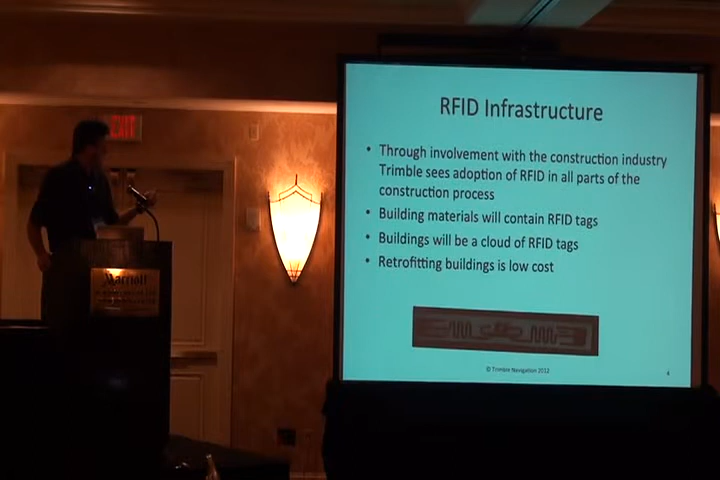 RFID Infrastructure
• Through involvement with the construction industry
Trimble sees adoption of RFID in all parts of the
construction process
• Building materials will contain RFID tags
• Buildings will be a cloud of RFID tags
• Retrofitting buildings is low cost
© Trimble Navigation 2012
EXIT
Marriott